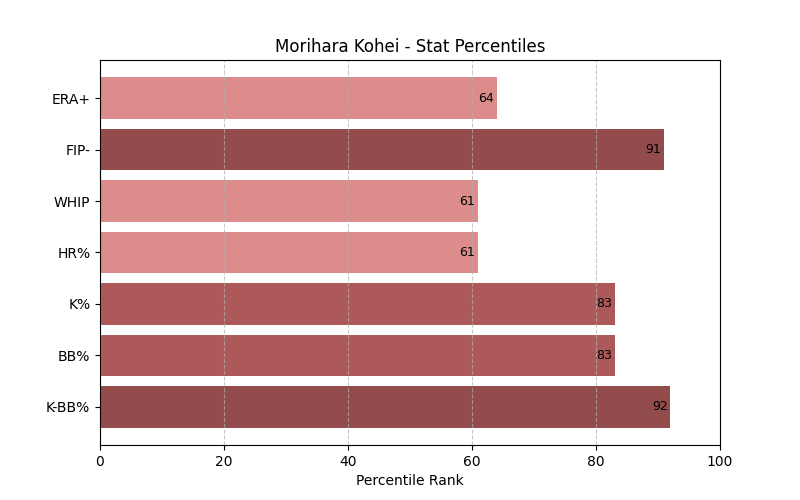 Morihara Kohei - Stat Percentiles
ERA+
64
FIP-
91
WHIP
61
HR%
61
K%
83
BB%
83
K-BB%
92
0 20 40 60 80 100
Percentile Rank